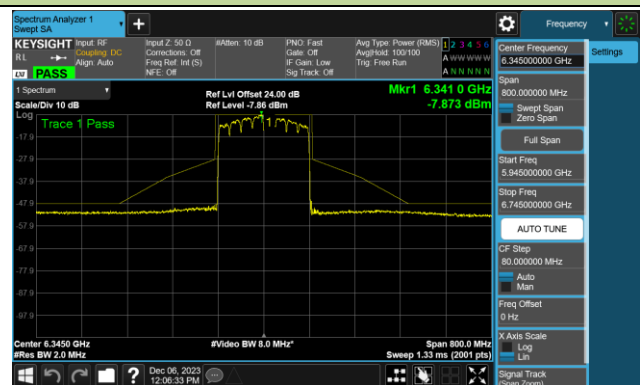 Spectrum Analyzer 1
Swept SA
Frequency
KEYSIGHT
Input: RF
Coupling: DC
Align: Auto
Input Z: 50 Ω
Corrections: Off
Freq Ref: Int (S)
NFE: Off
#Atten: 10 dB
PNO: Fast
Gate: Off
IF Gain: Low
Sig Track: Off
Avg Type: Power (RMS)
Avg|Hold: 100/100
Trig: Free Run
1 2 3 4 5 6
A W W W W W
A N N N N N
RL
LXI PASS
1 Spectrum
Scale/Div 10 dB
Ref Lvl Offset 24.00 dB
Ref Level -7.86 dBm
Mkr1 6.341 0 GHz
-7.873 dBm
Log
Trace 1 Pass
1
-17.9
-27.9
-37.9
-47.9
-57.9
-67.9
-77.9
-87.9
-97.9
Center 6.3450 GHz
#Res BW 2.0 MHz
#Video BW 8.0 MHz*
Span 800.0 MHz
Sweep 1.33 ms (2001 pts)
Dec 06, 2023
12:06:33 PM
Center Frequency
6.345000000 GHz
Settings
Span
800.000000 MHz
Swept Span
Zero Span
Full Span
Start Freq
5.945000000 GHz
Stop Freq
6.745000000 GHz
AUTO TUNE
CF Step
80.000000 MHz
Auto
Man
Freq Offset
0 Hz
X Axis Scale
Log
Lin
Signal Track
(Span Zoom)